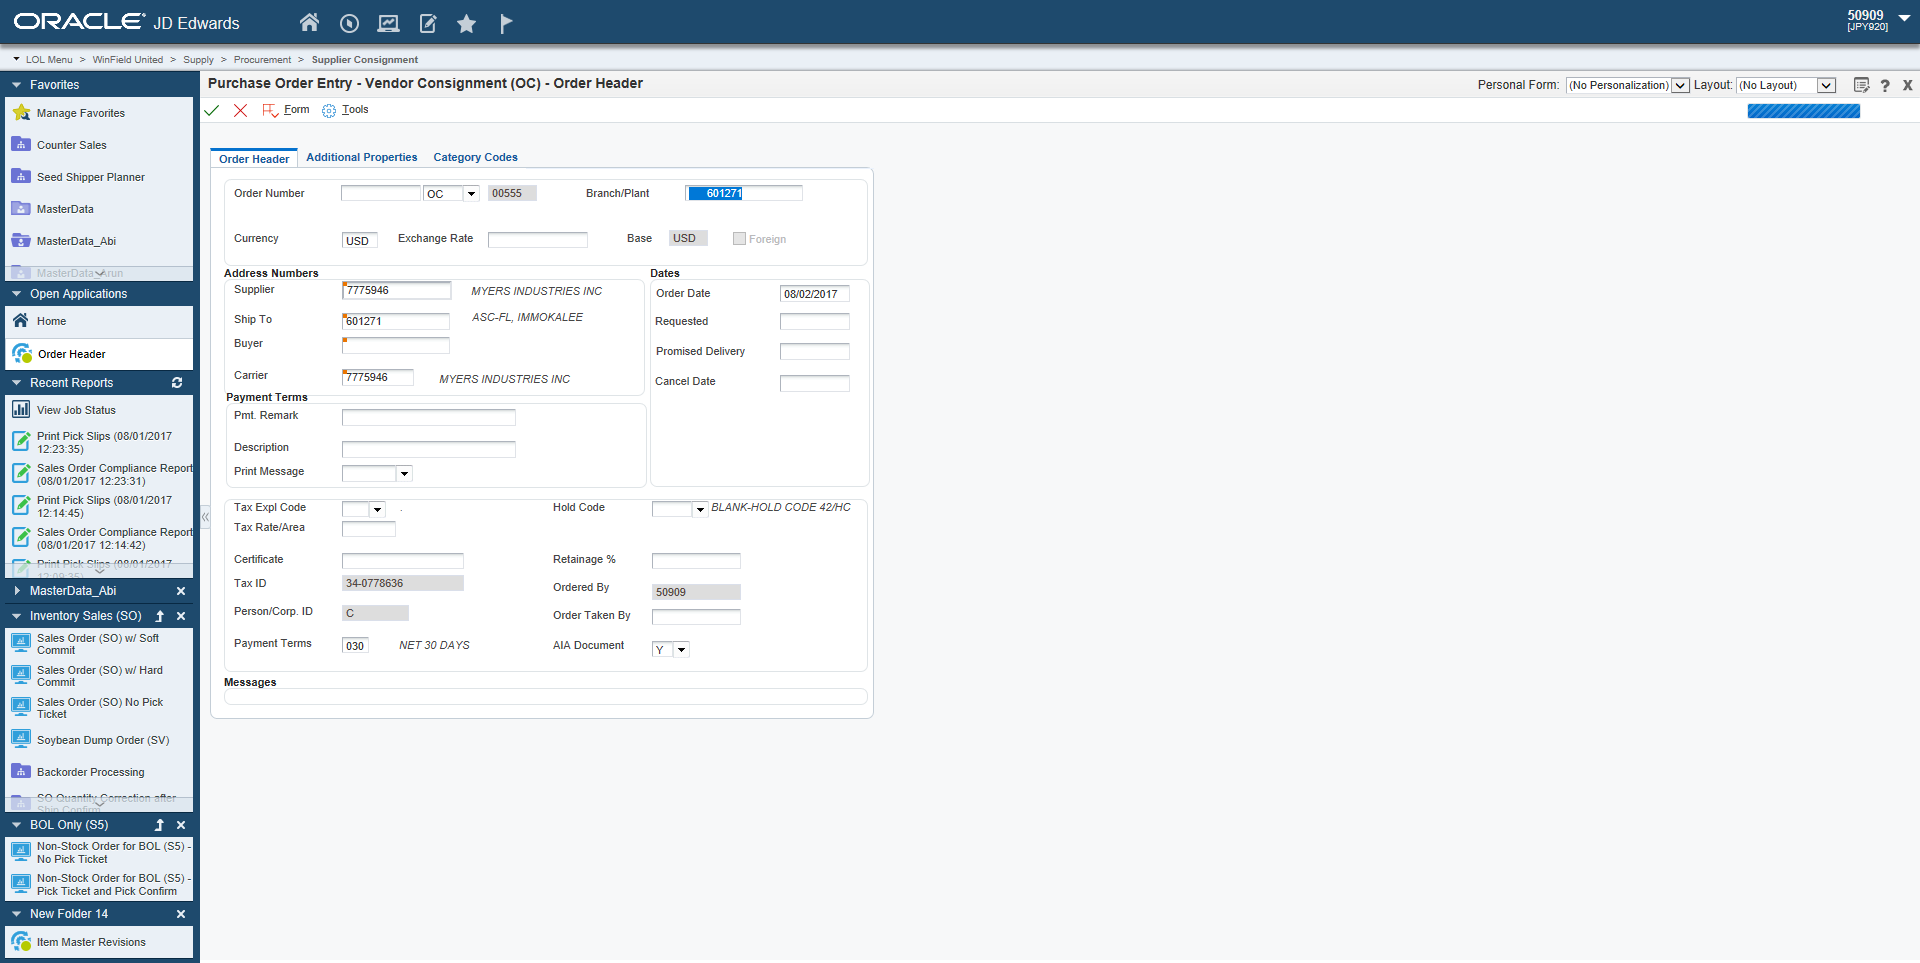 ORACLE JD Edwards
50909
[JPY920]
LOL Menu > WinField United > Supply > Procurement > Supplier Consignment
Favorites
Manage Favorites
Counter Sales
Seed Shipper Planner
MasterData
MasterData_Abi
MasterData_Arun
Open Applications
Home
Order Header
Recent Reports
View Job Status
Print Pick Slips (08/01/2017
12:23:35)
Sales Order Compliance Report
(08/01/2017 12:23:31)
Print Pick Slips (08/01/2017
12:14:45)
Sales Order Compliance Report
(08/01/2017 12:14:42)
Print Pick Slips (08/01/2017
MasterData_Abi
Inventory Sales (SO)
Sales Order (SO) w/ Soft
Commit
Sales Order (SO) w/ Hard
Commit
Sales Order (SO) No Pick
Ticket
Soybean Dump Order (SV)
Backorder Processing
SO Quantity Correction after
Ship Confirm
BOL Only (S5)
Non-Stock Order for BOL (S5) -
No Pick Ticket
Non-Stock Order for BOL (S5) -
Pick Ticket and Pick Confirm
New Folder 14
Item Master Revisions
Purchase Order Entry - Vendor Consignment (OC) - Order Header
Personal Form: (No Personalization) Layout: (No Layout)
Form Tools
Order Header Additional Properties Category Codes
Order Number OC 00555 Branch/Plant 601271
Currency USD Exchange Rate Base USD Foreign
Address Numbers
Supplier 7775946 MYERS INDUSTRIES INC
Ship To 601271 ASC-FL, IMMOKALEE
Buyer
Carrier 7775946 MYERS INDUSTRIES INC
Dates
Order Date 08/02/2017
Requested
Promised Delivery
Cancel Date
Payment Terms
Pmt. Remark
Description
Print Message
Tax Expl Code . Hold Code BLANK-HOLD CODE 42/HC
Tax Rate/Area
Certificate Retainage %
Tax ID 34-0778636 Ordered By 50909
Person/Corp. ID C Order Taken By
Payment Terms 030 NET 30 DAYS AIA Document Y
Messages